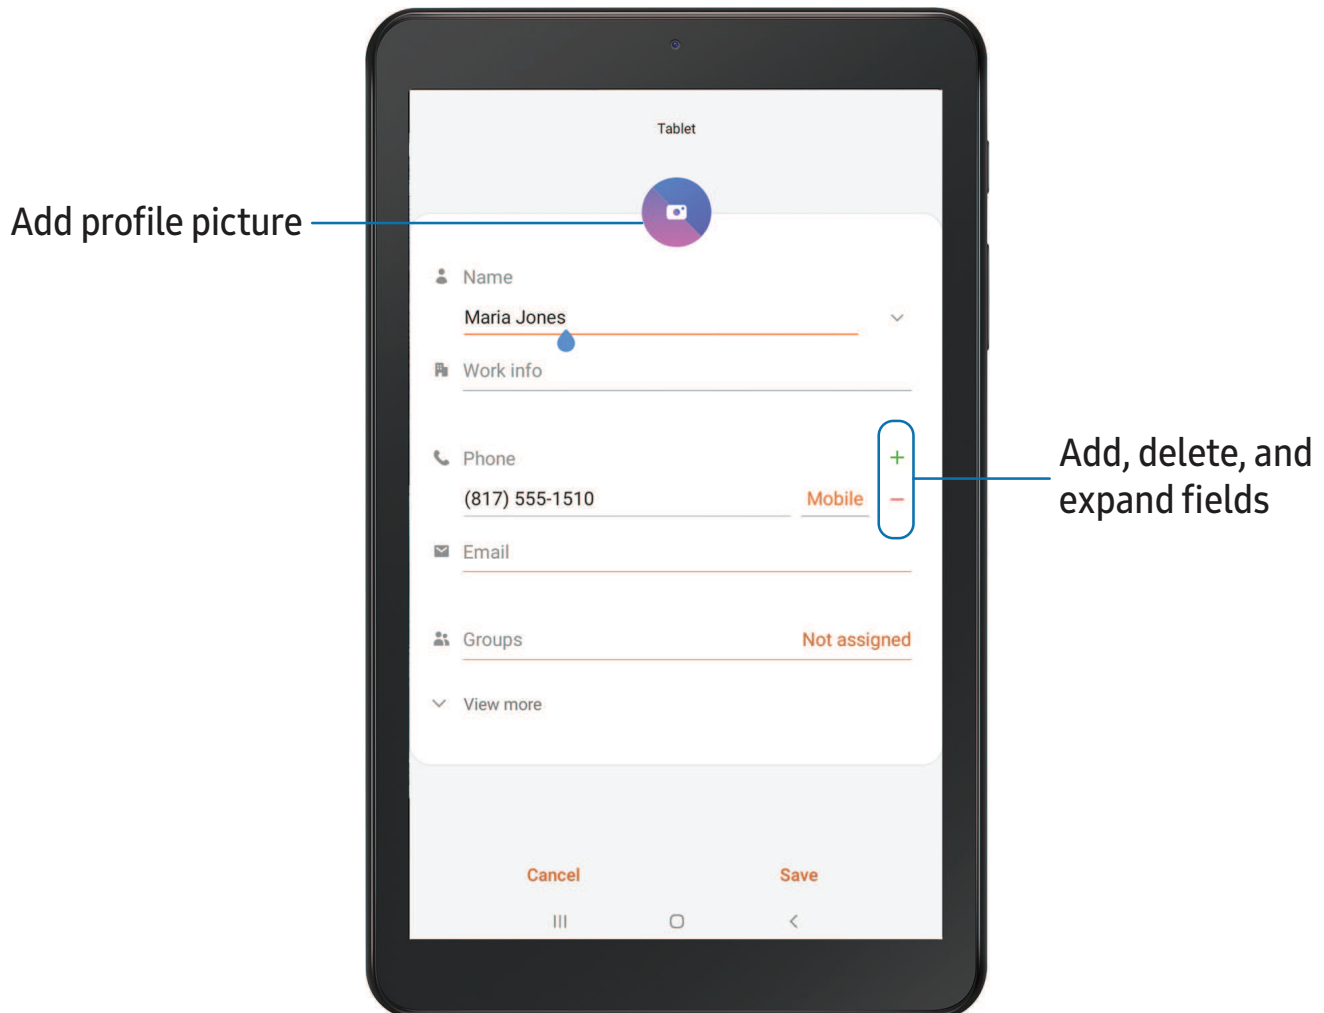 Tablet
Add profile picture
Name
Maria Jones
Work info
Phone
(817) 555-1510 Mobile
Add, delete, and
expand fields
Email
Groups Not assigned
View more
Cancel Save